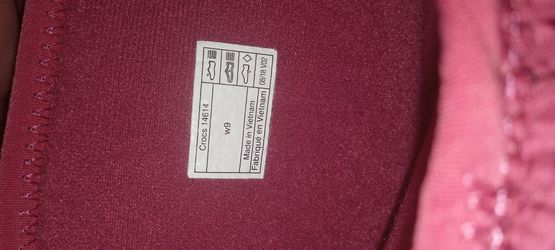 Crocs 14614
w9
Made in Vietnam
Fabriqué en Vietnam
08/18 V02